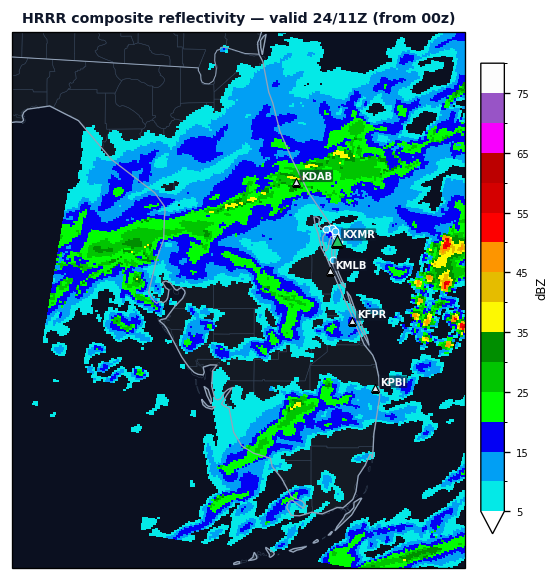 HRRR composite reflectivity — valid 24/11Z (from 00z)
75
65
KDAB
55
KXMR
KMLB
45
dBZ
KFPR
35
KPBI
25
15
5